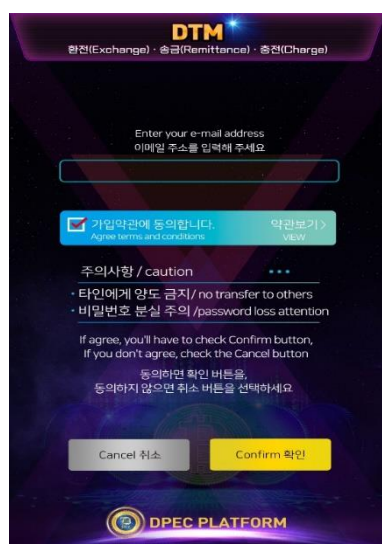 DTM
환전(Exchange) · 송금(Remittance) · 충전(Charge)
Enter your e-mail address
이메일 주소를 입력해 주세요
가입약관에 동의합니다.
Agree terms and conditions
약관보기 >
VIEW
주의사항 / caution
• 타인에게 양도 금지/ no transfer to others
• 비밀번호 분실 주의 /password loss attention
If agree, you'll have to check Confirm button,
If you don't agree, check the Cancel button
동의하면 확인 버튼을,
동의하지 않으면 취소 버튼을 선택하세요
Cancel 취소
Confirm 확인
DPEC PLATFORM